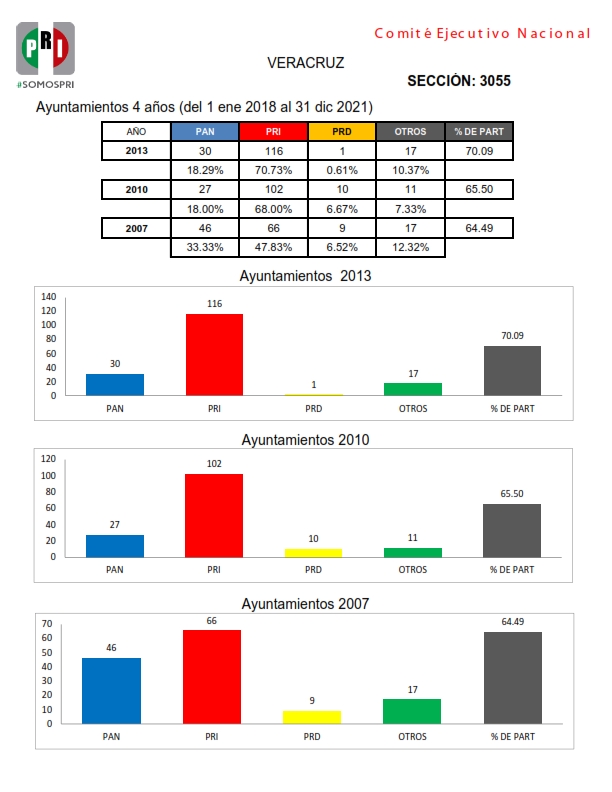 Comité Ejecutivo Nacional
PRI
#SOMOSPRI
VERACRUZ
SECCIÓN: 3055
Ayuntamientos 4 años (del 1 ene 2018 al 31 dic 2021)
AÑO PAN PRI PRD OTROS % DE PART
2013 30 116 1 17 70.09
18.29% 70.73% 0.61% 10.37%
2010 27 102 10 11 65.50
18.00% 68.00% 6.67% 7.33%
2007 46 66 9 17 64.49
33.33% 47.83% 6.52% 12.32%
Ayuntamientos 2013
140
120
100
80
60
40
20
0
30 116 1 17 70.09
PAN PRI PRD OTROS % DE PART
Ayuntamientos 2010
120
100
80
60
40
20
0
27 102 10 11 65.50
PAN PRI PRD OTROS % DE PART
Ayuntamientos 2007
70
60
50
40
30
20
10
0
46 66 9 17 64.49
PAN PRI PRD OTROS % DE PART